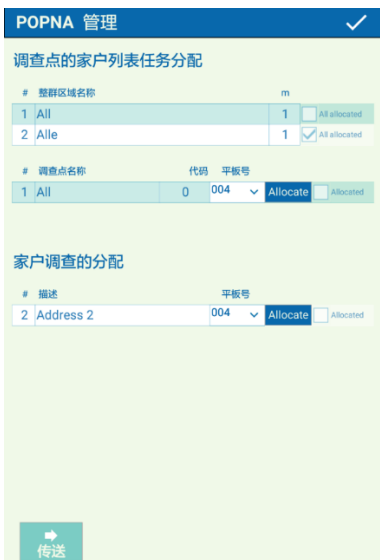 POPNA 管理
调查点的家户列表任务分配
# 整群区域名称 m
1 All 1 All allocated
2 Alle 1 All allocated
# 调查点名称 代码 平板号
1 All 0 004 Allocate Allocated
家户调查的分配
# 描述 平板号
2 Address 2 004 Allocate Allocated
传送